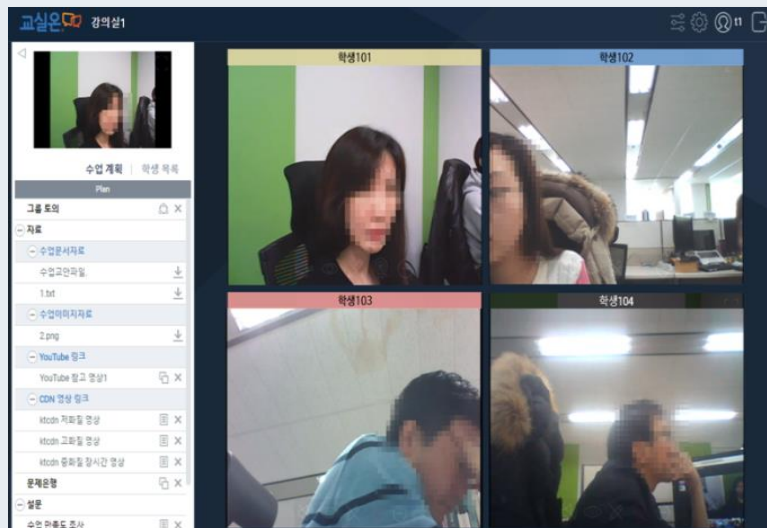 교실온 강의실1
t1
학생101
학생102
수업 계획 | 학생 목록
Plan
그룹 토의
자료
수업문서자료
수업교안파일.
1.txt
수업이미지자료
2.png
YouTube 링크
YouTube 참고 영상1
CDN 영상 링크
ktcdn 저화질 영상
ktcdn 고화질 영상
ktcdn 중화질 장시간 영상
문제은행
설문
수업 만족도 조사
학생103
학생104